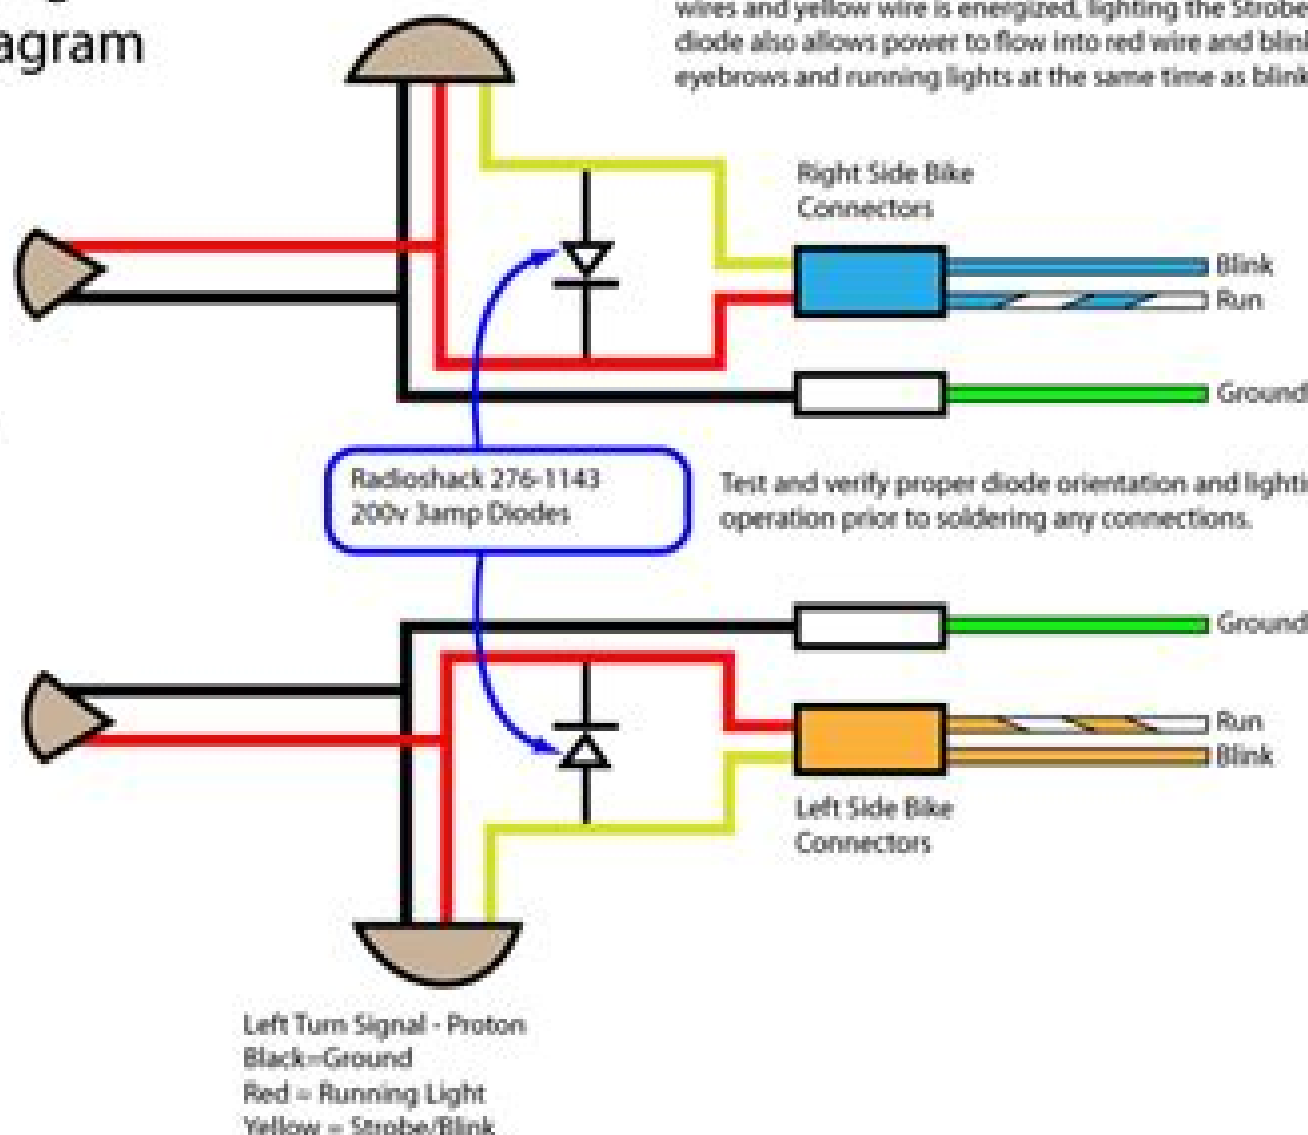 agram
wires and yellow wire is energized, lighting the Strobe
diode also allows power to flow into red wire and blin
eyebrows and running lights at the same time as blink
Right Side Bike
Connectors
Blink
Run
Ground
Radioshack 276-1143
200v 3amp Diodes
Test and verify proper diode orientation and lighti
operation prior to soldering any connections.
Ground
Run
Blink
Left Side Bike
Connectors
Left Turn Signal - Proton
Black=Ground
Red = Running Light
Yellow = Strobe/Blink